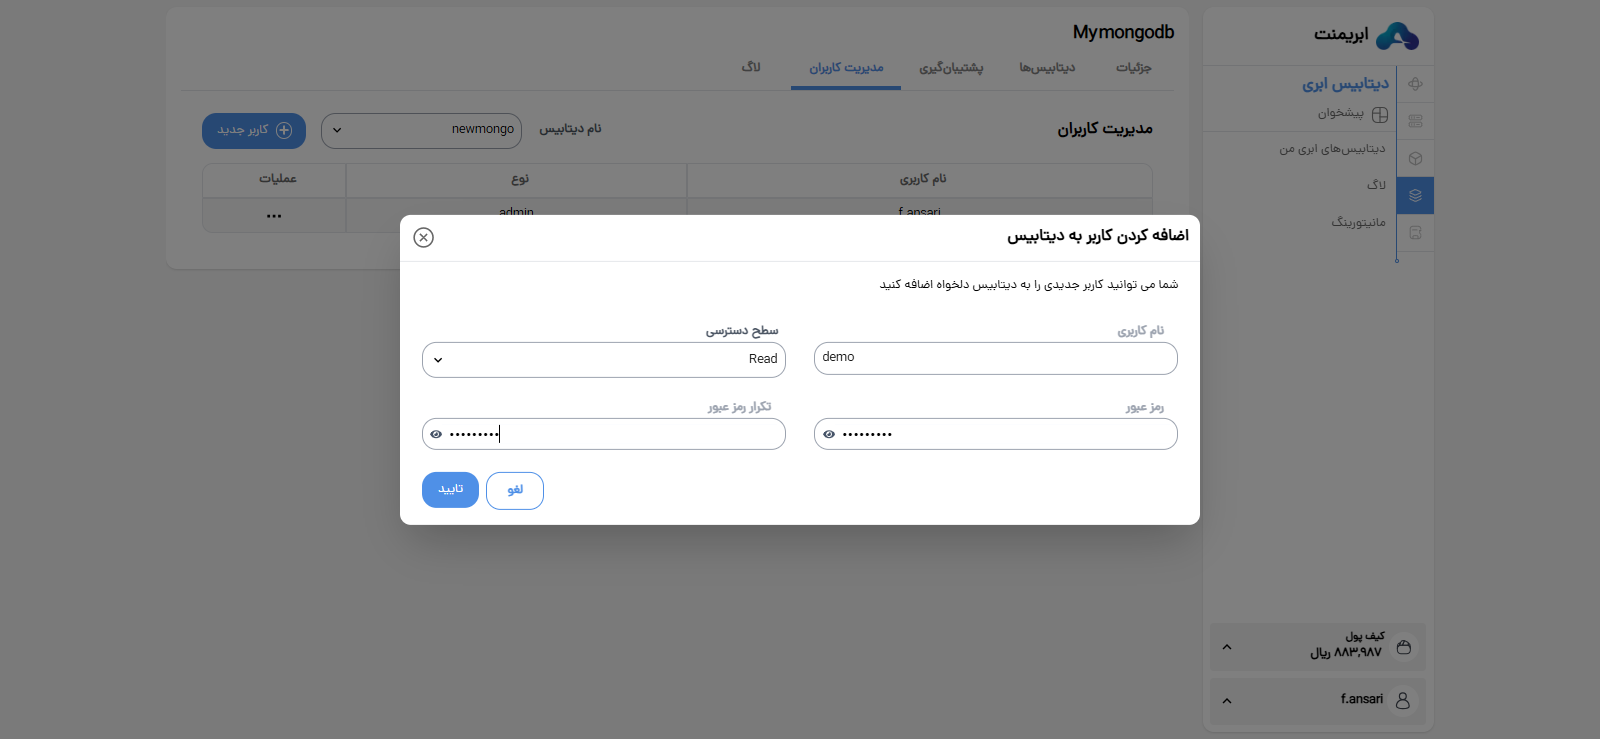 ابریمنت
دیتابیس ابری
پیشخوان
دیتابیس‌های ابری من
لاگ
مانیتورینگ
کیف پول
۸۸۳,۹۸۷ ریال
f.ansari
Mymongodb
جزئیات دیتابیس‌ها پشتیبان‌گیری مدیریت کاربران لاگ
مدیریت کاربران نام دیتابیس newmongo کاربر جدید
نام کاربری نوع عملیات
f.ansari admin •••
اضافه کردن کاربر به دیتابیس
شما می توانید کاربر جدیدی را به دیتابیس دلخواه اضافه کنید
نام کاربری سطح دسترسی
demo Read
رمز عبور تکرار رمز عبور
••••••••• •••••••••
لغو تایید